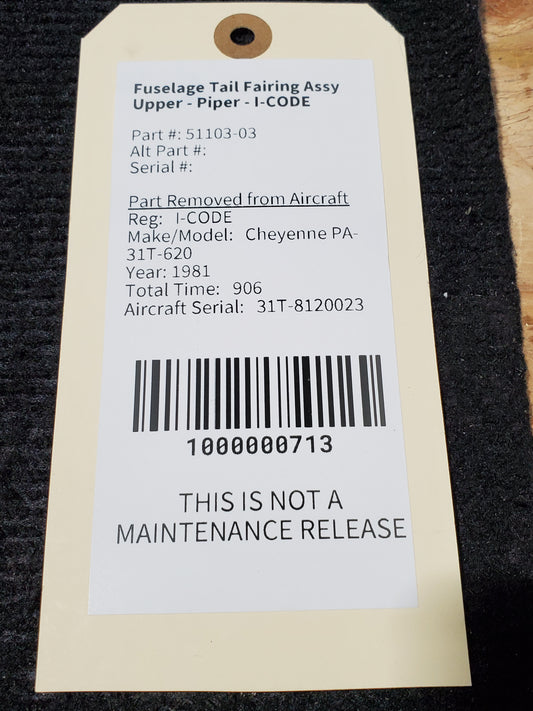 Fuselage Tail Fairing Assy
Upper - Piper - I-CODE
Part #: 51103-03
Alt Part #:
Serial #:
Part Removed from Aircraft
Reg: I-CODE
Make/Model: Cheyenne PA-
31T-620
Year: 1981
Total Time: 906
Aircraft Serial: 31T-8120023
1000000713
THIS IS NOT A
MAINTENANCE RELEASE